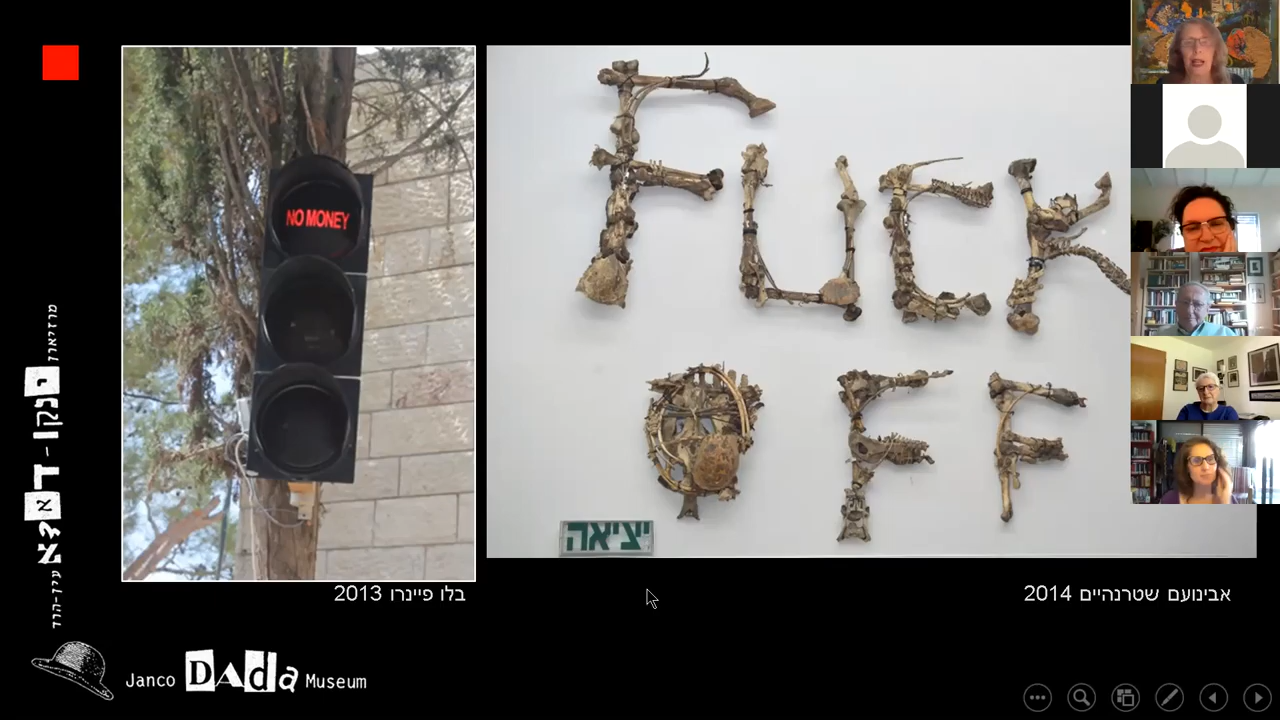 NO MONEY
FUCK
OFF
יציאה
בלו פיינרו 2013
אבינועם שטרנהיים 2014
מוזיאון
ינקו-דאדא
עין-הוד
Janco DADa Museum